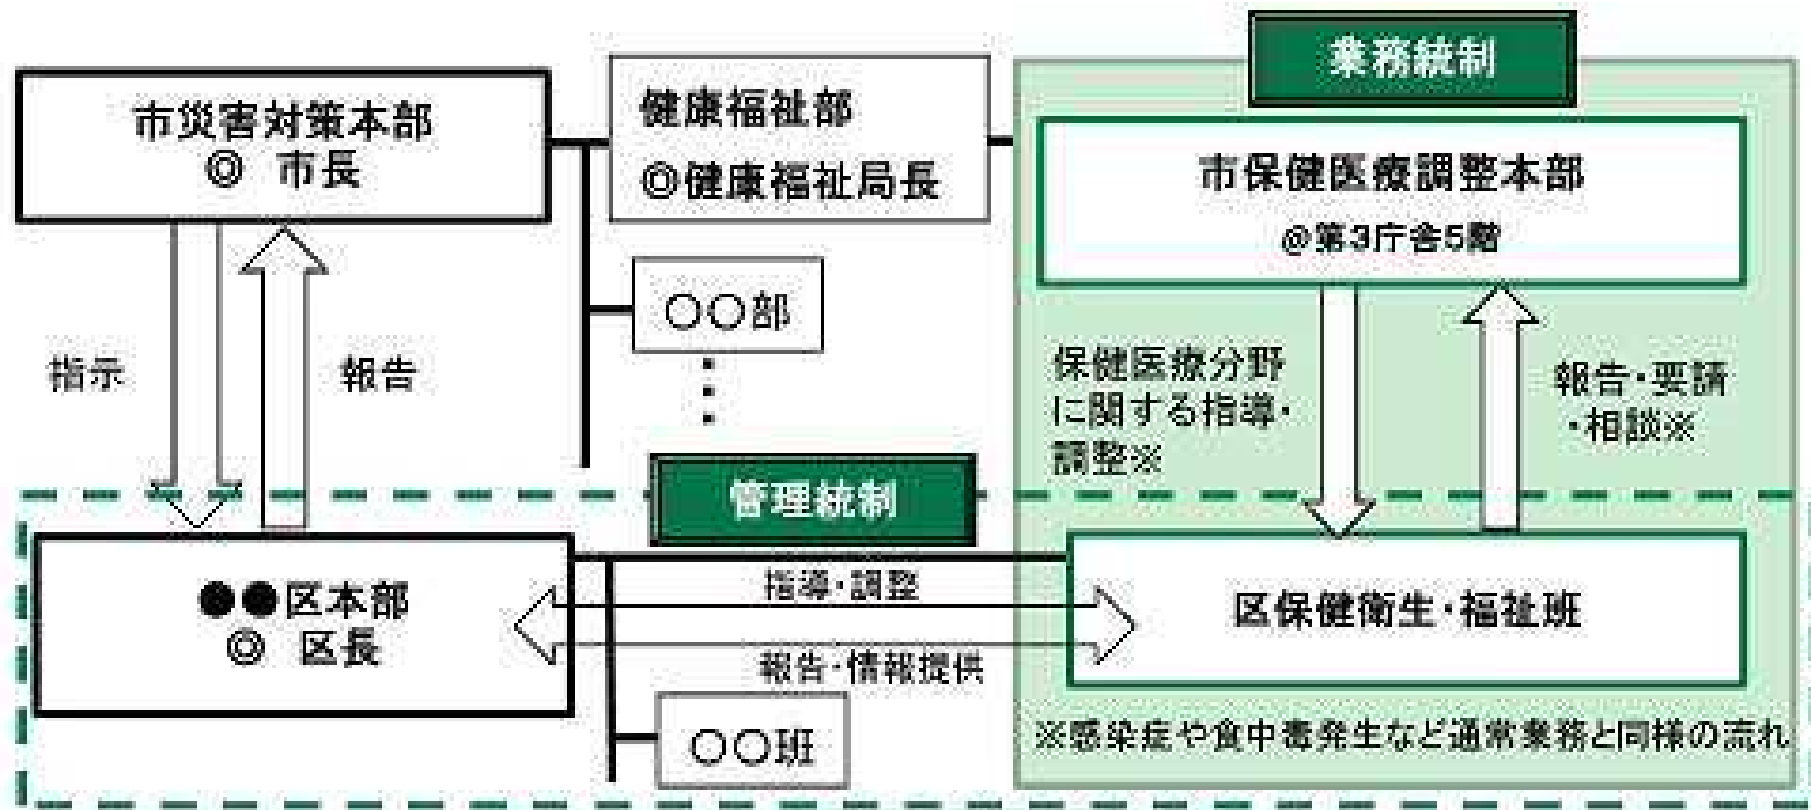 業務統制
市災害対策本部
◎ 市長
健康福祉部
◎健康福祉局長
市保健医療調整本部
@第3庁舎5階
〇〇部
指示
報告
保健医療分野
に関する指導・
調整※
報告・要請
・相談※
管理統制
●●区本部
◎ 区長
指導・調整
報告・情報提供
区保健衛生・福祉班
〇〇班
※感染症や食中毒発生など通常業務と同様の流れ